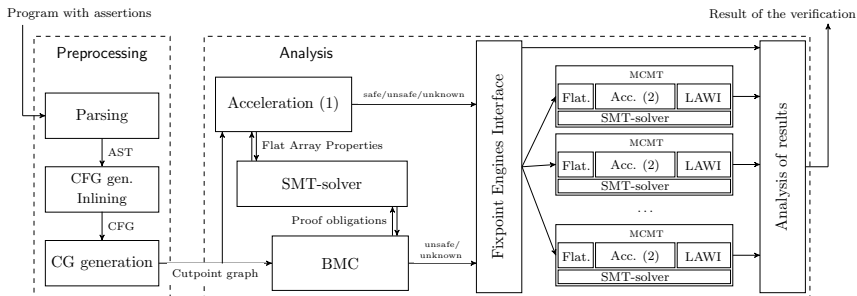 Program with assertions
Result of the verification
Preprocessing
Analysis
Parsing
AST
CFG gen.
Inlining
CFG
CG generation
Cutpoint graph
Acceleration (1)
safe/unsafe/unknown
Flat Array Properties
SMT-solver
Proof obligations
BMC
unsafe/
unknown
Fixpoint Engines Interface
MCMT
Flat.
Acc. (2)
LAWI
SMT-solver
MCMT
Flat.
Acc. (2)
LAWI
SMT-solver
...
MCMT
Flat.
Acc. (2)
LAWI
SMT-solver
Analysis of results